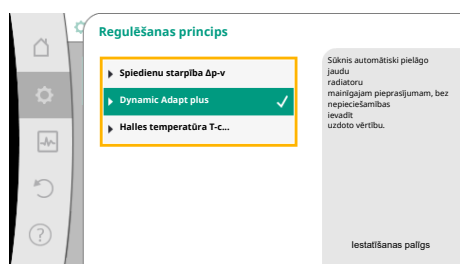 Regulēšanas princips
Spiedienu starpība Δp-v
Dynamic Adapt plus
Halles temperatūra T-c...
Sūknis automātiski pielāgo
jaudu
radiatoru
mainīgajam pieprasījumam, bez
nepieciešamības
ievadīt
uzdoto vērtību.
Iestatīšanas palīgs